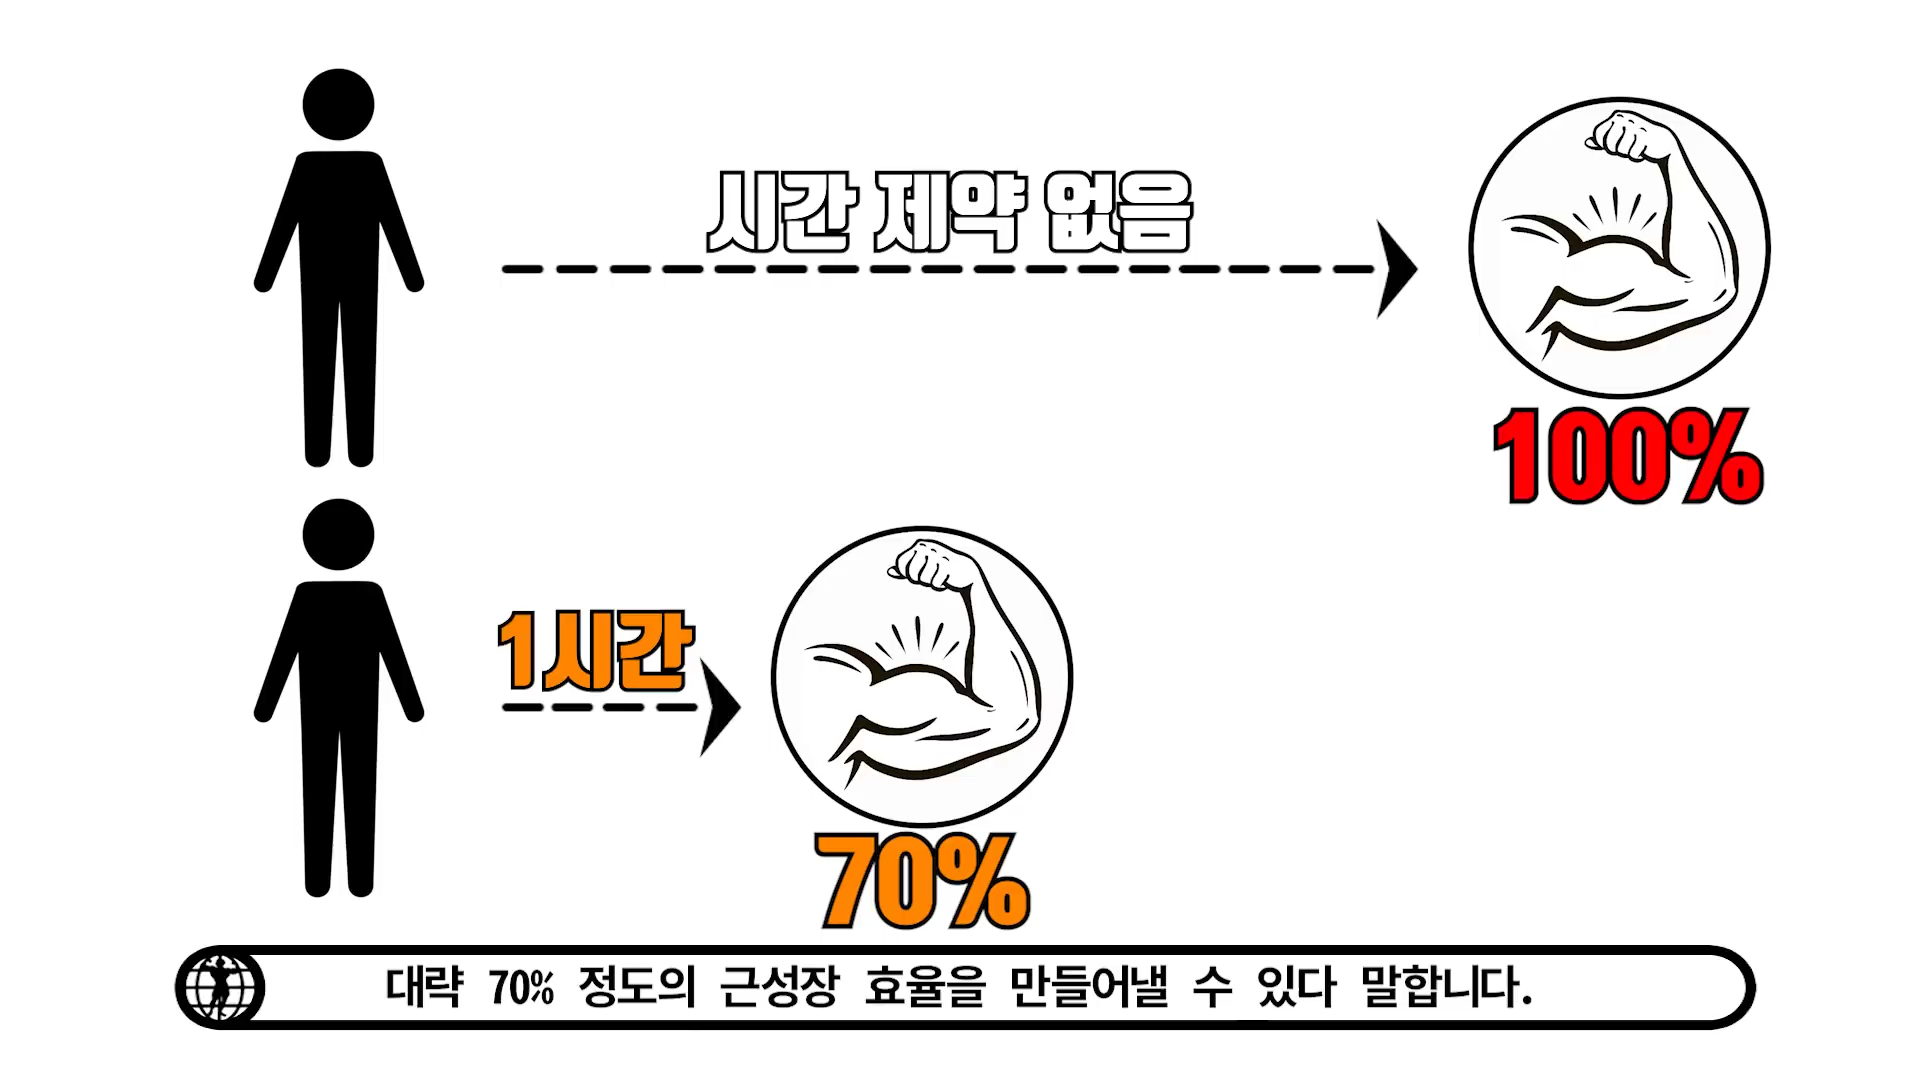 시간 제약 없음
100%
1시간
70%
대략 70% 정도의 근성장 효율을 만들어낼 수 있다 말합니다.